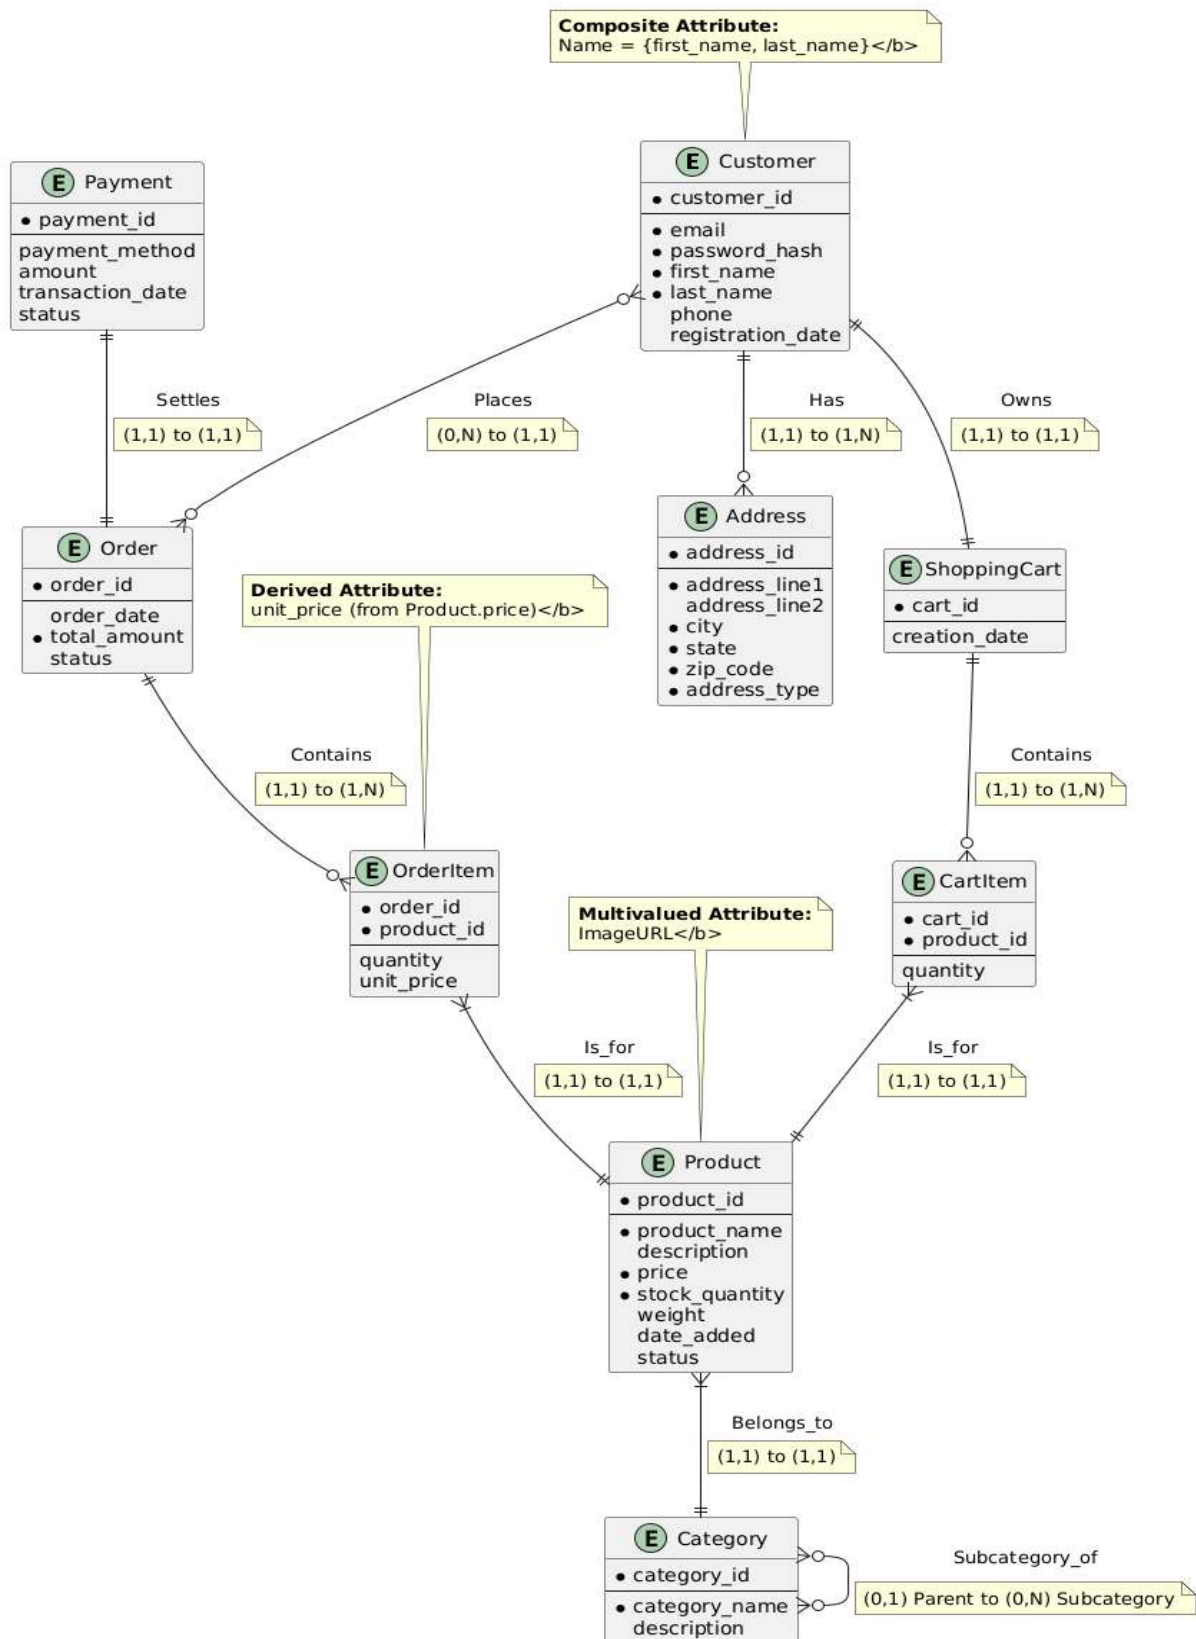 Composite Attribute:
Name = {first_name, last_name}</b>
E Customer
* customer_id
* email
* password_hash
* first_name
* last_name
phone
registration_date
E Payment
* payment_id
payment_method
amount
transaction_date
status
Settles
(1,1) to (1,1)
Places
(0,N) to (1,1)
Has
(1,1) to (1,N)
Owns
(1,1) to (1,1)
E Order
* order_id
order_date
* total_amount
status
Derived Attribute:
unit_price (from Product.price)</b>
E Address
* address_id
* address_line1
address_line2
* city
* state
* zip_code
* address_type
E ShoppingCart
* cart_id
creation_date
Contains
(1,1) to (1,N)
Contains
(1,1) to (1,N)
E OrderItem
* order_id
* product_id
quantity
unit_price
Multivalued Attribute:
ImageURL</b>
E CartItem
* cart_id
* product_id
quantity
Is_for
(1,1) to (1,1)
Is_for
(1,1) to (1,1)
E Product
* product_id
* product_name
description
* price
* stock_quantity
weight
date_added
status
Belongs_to
(1,1) to (1,1)
E Category
* category_id
* category_name
description
Subcategory_of
(0,1) Parent to (0,N) Subcategory